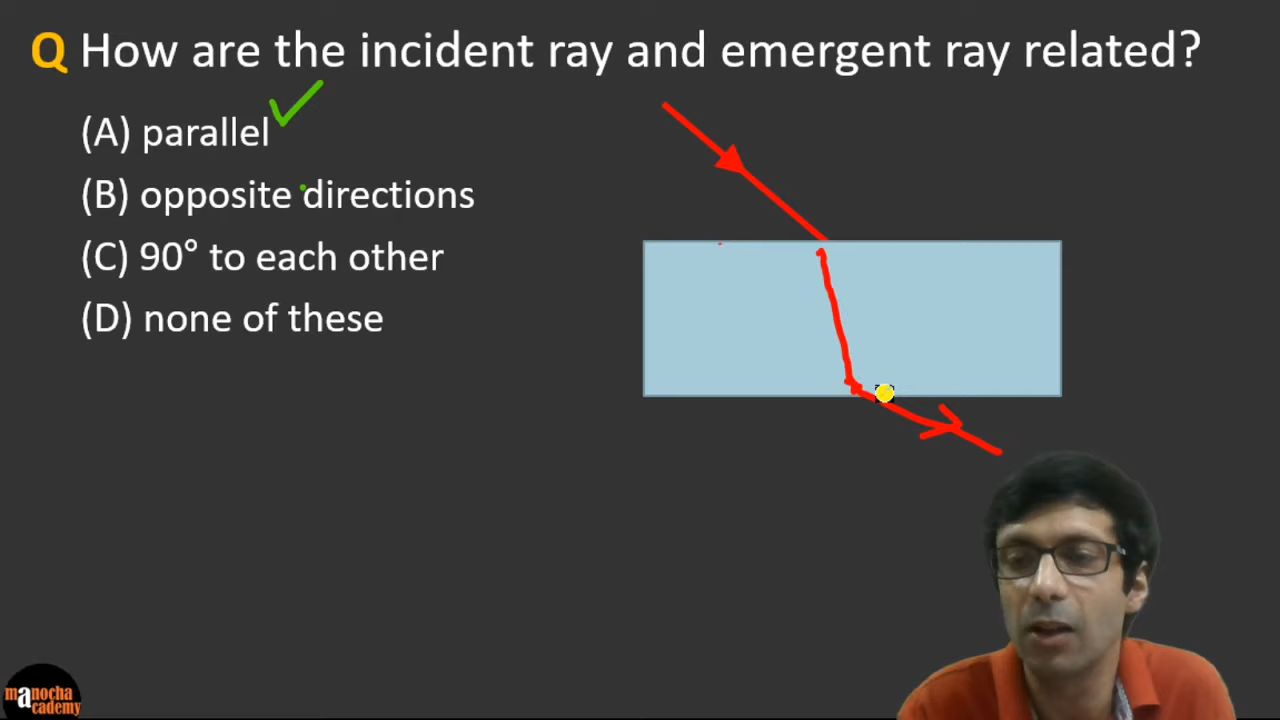 Q How are the incident ray and emergent ray related?
(A) parallel
(B) opposite directions
(C) 90° to each other
(D) none of these
manocha
academy